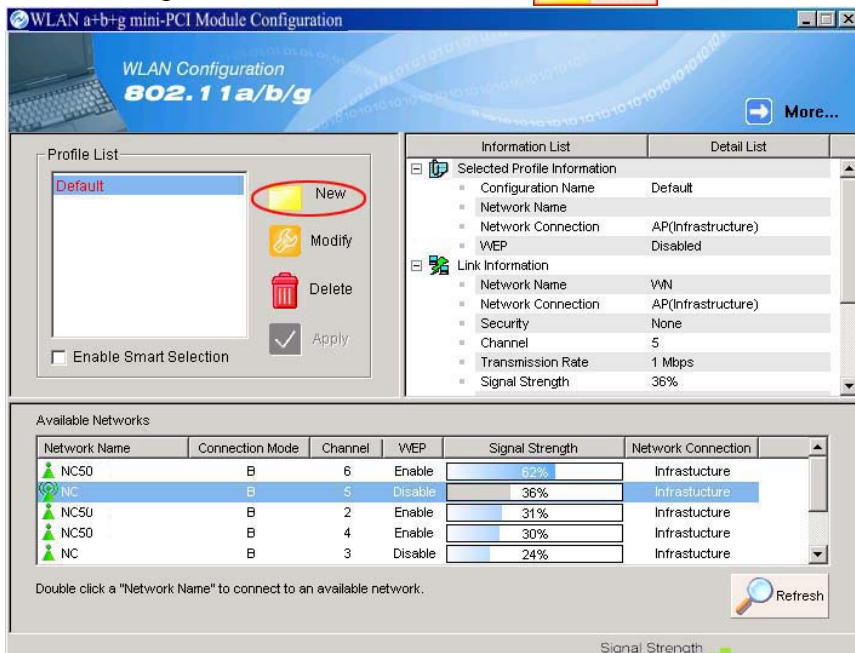 WLAN a+b+g mini-PCI Module Configuration
WLAN Configuration
802.11a/b/g
More...
Profile List
Default
New
Modify
Delete
Apply
Enable Smart Selection
Information List Detail List
Selected Profile Information
Configuration Name Default
Network Name
Network Connection AP(Infrastructure)
WEP Disabled
Link Information
Network Name WN
Network Connection AP(Infrastructure)
Security None
Channel 5
Transmission Rate 1 Mbps
Signal Strength 36%
Available Networks
Network Name Connection Mode Channel WEP Signal Strength Network Connection
NC50 B 6 Enable 62% Infrastucture
NC B 5 Disable 36% Infrastucture
NC50 B 2 Enable 31% Infrastucture
NC50 B 4 Enable 30% Infrastucture
NC B 3 Disable 24% Infrastucture
Double click a "Network Name" to connect to an available network.
Refresh
Signal Strength